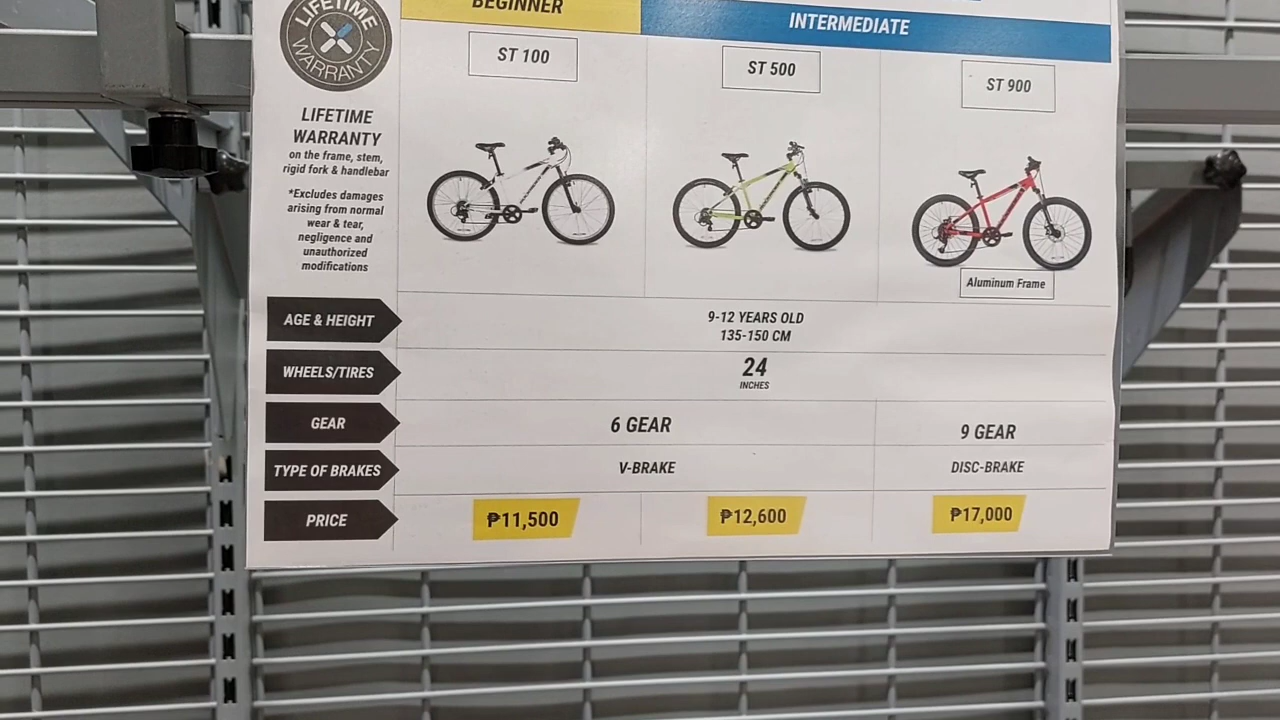 BEGINNER
INTERMEDIATE
LIFETIME
WARRANTY
ST 100
ST 500
ST 900
LIFETIME
WARRANTY
on the frame, stem,
rigid fork & handlebar
*Excludes damages
arising from normal
wear & tear,
negligence and
unauthorized
modifications
Aluminum Frame
AGE & HEIGHT
9-12 YEARS OLD
135-150 CM
WHEELS/TIRES
24
INCHES
GEAR
6 GEAR
9 GEAR
TYPE OF BRAKES
V-BRAKE
DISC-BRAKE
PRICE
₱11,500
₱12,600
₱17,000